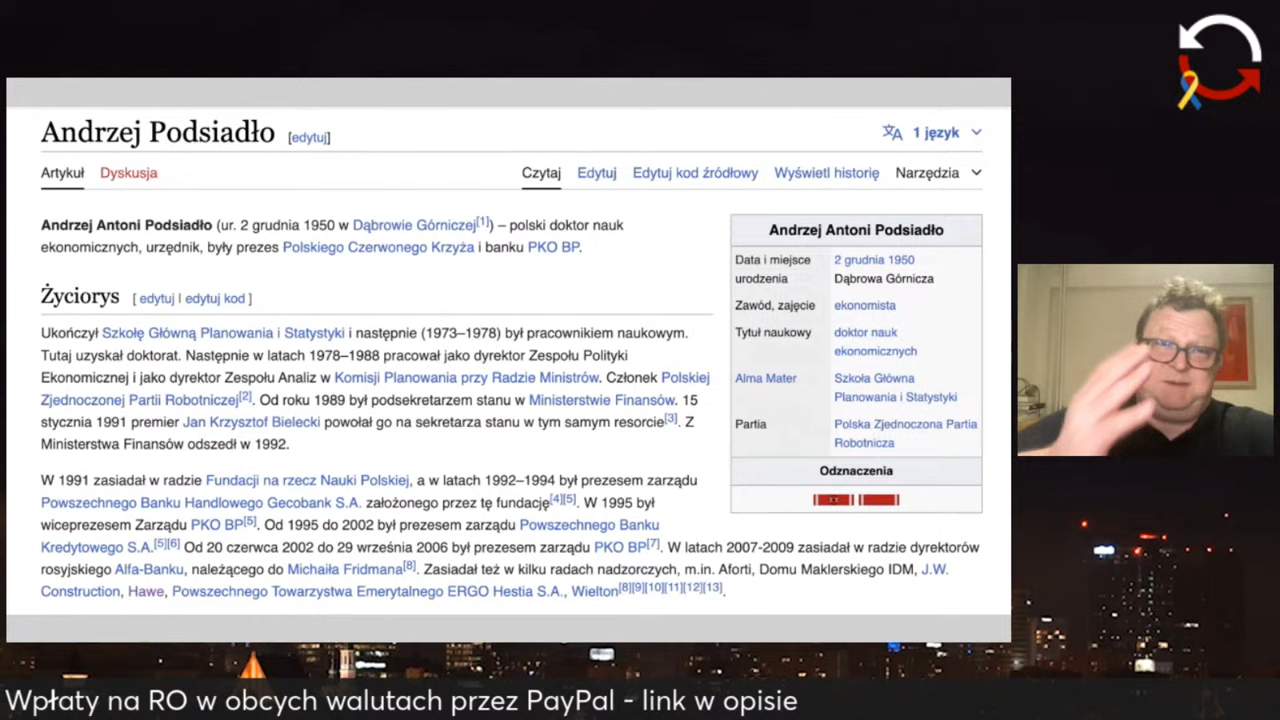 Andrzej Podsiadło [edytuj]
1 język
Artykuł Dyskusja Czytaj Edytuj Edytuj kod źródłowy Wyświetl historię Narzędzia
Andrzej Antoni Podsiadło (ur. 2 grudnia 1950 w Dąbrowie Górniczej[1]) – polski doktor nauk
ekonomicznych, urzędnik, były prezes Polskiego Czerwonego Krzyża i banku PKO BP.
Życiorys [ edytuj | edytuj kod ]
Ukończył Szkołę Główną Planowania i Statystyki i następnie (1973–1978) był pracownikiem naukowym.
Tutaj uzyskał doktorat. Następnie w latach 1978–1988 pracował jako dyrektor Zespołu Polityki
Ekonomicznej i jako dyrektor Zespołu Analiz w Komisji Planowania przy Radzie Ministrów. Członek Polskiej
Zjednoczonej Partii Robotniczej[2]. Od roku 1989 był podsekretarzem stanu w Ministerstwie Finansów. 15
stycznia 1991 premier Jan Krzysztof Bielecki powołał go na sekretarza stanu w tym samym resorcie[3]. Z
Ministerstwa Finansów odszedł w 1992.
W 1991 zasiadał w radzie Fundacji na rzecz Nauki Polskiej, a w latach 1992–1994 był prezesem zarządu
Powszechnego Banku Handlowego Gecobank S.A. założonego przez tę fundację[4][5]. W 1995 był
wiceprezesem Zarządu PKO BP[5]. Od 1995 do 2002 był prezesem zarządu Powszechnego Banku
Kredytowego S.A.[5][6] Od 20 czerwca 2002 do 29 września 2006 był prezesem zarządu PKO BP[7]. W latach 2007-2009 zasiadał w radzie dyrektorów
rosyjskiego Alfa-Banku, należącego do Michaiła Fridmana[8]. Zasiadał też w kilku radach nadzorczych, m.in. Aforti, Domu Maklerskiego IDM, J.W.
Construction, Hawe, Powszechnego Towarzystwa Emerytalnego ERGO Hestia S.A., Wielton[8][9][10][11][12][13].
Andrzej Antoni Podsiadło
Data i miejsce 2 grudnia 1950
urodzenia Dąbrowa Górnicza
Zawód, zajęcie ekonomista
Tytuł naukowy doktor nauk
ekonomicznych
Alma Mater Szkoła Główna
Planowania i Statystyki
Partia Polska Zjednoczona Partia
Robotnicza
Odznaczenia
Wpłaty na RO w obcych walutach przez PayPal - link w opisie